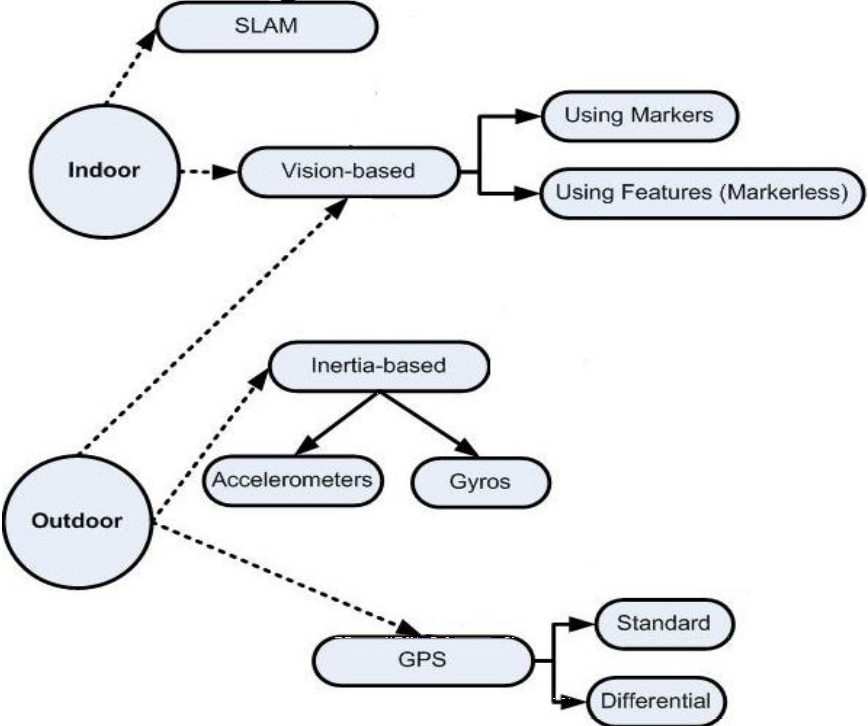 SLAM
Indoor
Vision-based
Using Markers
Using Features (Markerless)
Inertia-based
Accelerometers
Gyros
Outdoor
GPS
Standard
Differential